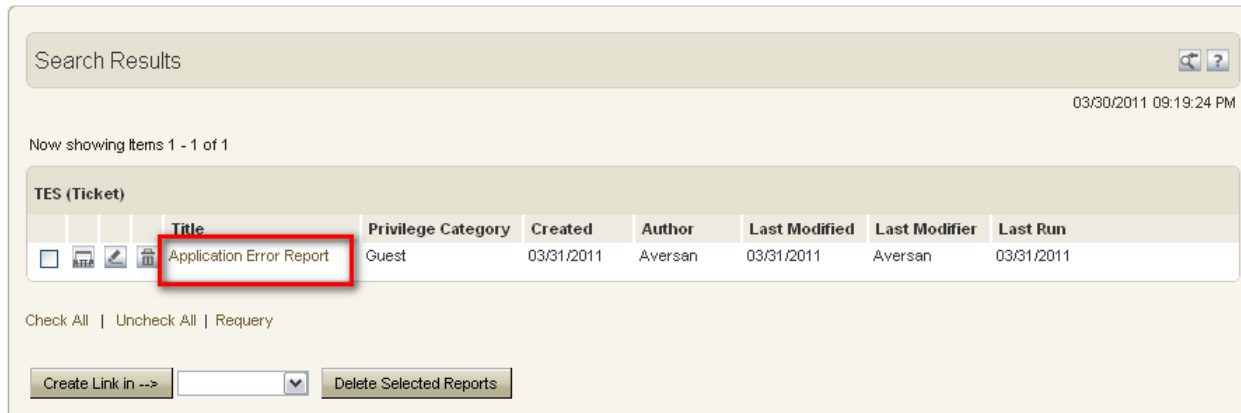 Search Results
?
03/30/2011 09:19:24 PM
Now showing Items 1 - 1 of 1
TES (Ticket)
Title Privilege Category Created Author Last Modified Last Modifier Last Run
Application Error Report Guest 03/31/2011 Aversan 03/31/2011 Aversan 03/31/2011
Check All | Uncheck All | Requery
Create Link in --> Delete Selected Reports